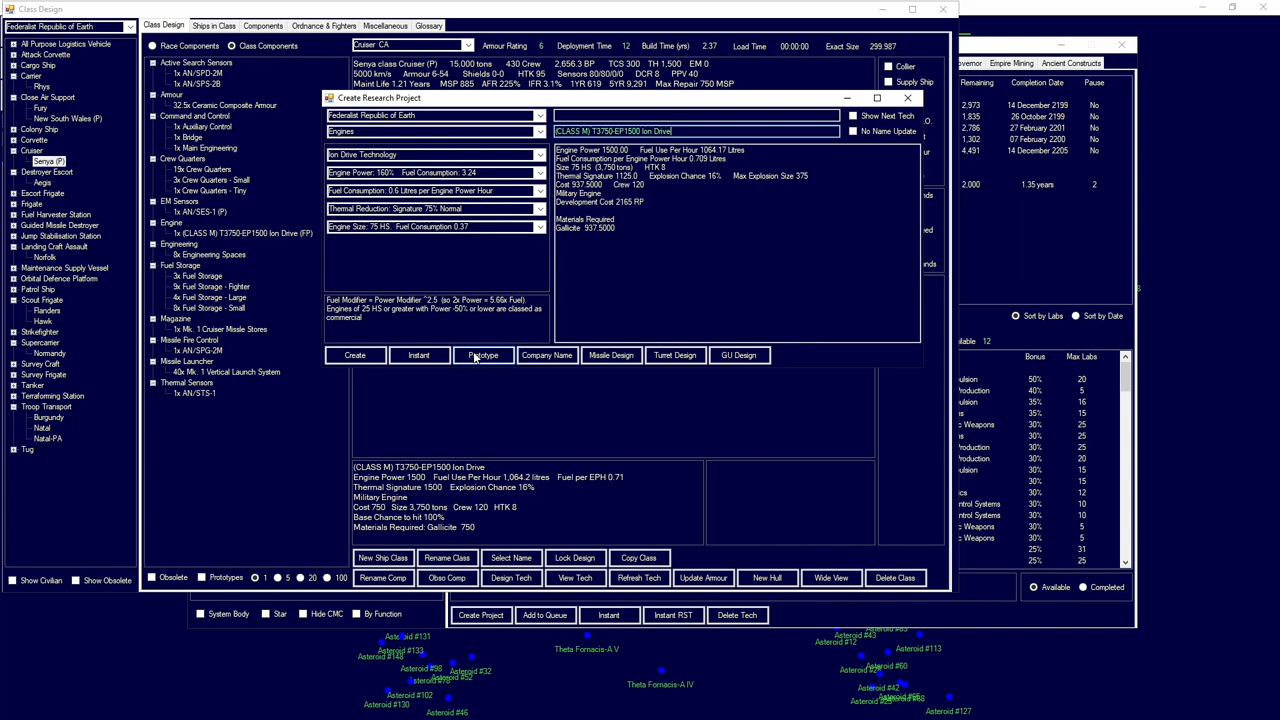 Class Design
Federalist Republic of Earth
All Purpose Logistics Vehicle
Attack Corvette
Cargo Ship
Carrier
Rhys
Close Air Support
Fury
New South Wales (P)
Colony Ship
Corvette
Cruiser
Senya (P)
Destroyer Escort
Aegis
Escort Frigate
Frigate
Fuel Harvester Station
Guided Missile Destroyer
Jump Stabilisation Station
Landing Craft Assault
Norfolk
Maintenance Supply Vessel
Orbital Defence Platform
Patrol Ship
Scout Frigate
Flanders
Hawk
Strikefighter
Supercarrier
Normandy
Survey Craft
Survey Frigate
Tanker
Terraforming Station
Troop Transport
Burgundy
Natal
Natal-PA
Tug
Show Civilian
Show Obsolete
Class Design
Ships in Class
Components
Ordnance & Fighters
Miscellaneous
Glossary
Race Components
Class Components
Cruiser CA
Armour Rating 6
Deployment Time 12
Build Time (yrs) 2.37
Load Time 00:00:00
Exact Size 299.987
Active Search Sensors
1x AN/SPD-2M
1x AN/SPS-2B
Armour
32.5x Ceramic Composite Armour
Command and Control
1x Auxiliary Control
1x Bridge
1x Main Engineering
Crew Quarters
19x Crew Quarters
3x Crew Quarters - Small
1x Crew Quarters - Tiny
EM Sensors
1x AN/SES-1 (P)
Engine
1x (CLASS M) T3750-EP1500 Ion Drive (FP)
Engineering
8x Engineering Spaces
Fuel Storage
3x Fuel Storage
9x Fuel Storage - Fighter
4x Fuel Storage - Large
8x Fuel Storage - Small
Magazine
1x Mk. 1 Cruiser Missile Stores
Missile Fire Control
1x AN/SPG-2M
Missile Launcher
40x Mk. 1 Vertical Launch System
Thermal Sensors
1x AN/STS-1
Obsolete
Prototypes
1
5
20
100
Senya class Cruiser (P) 15,000 tons 430 Crew 2,656.3 BP TCS 300 TH 1,500 EM 0
5000 km/s Armour 6-54 Shields 0-0 HTK 95 Sensors 80/80/0/0 DCR 8 PPV 40
Maint Life 1.21 Years MSP 885 AFR 225% IFR 3.1% 1YR 619 5YR 9,291 Max Repair 750 MSP
Collier
Supply Ship
Create Research Project
Federalist Republic of Earth
Show Next Tech
Engines
(CLASS M) T3750-EP1500 Ion Drive
No Name Update
Ion Drive Technology
Engine Power: 160% Fuel Consumption: 3.24
Fuel Consumption: 0.6 Litres per Engine Power Hour
Thermal Reduction: Signature 75% Normal
Engine Size: 75 HS Fuel Consumption 0.37
Fuel Modifier = Power Modifier ^2.5 (so 2x Power = 5.66x Fuel).
Engines of 25 HS or greater with Power -50% or lower are classed as
commercial
Engine Power 1500.00 Fuel Use Per Hour 1064.17 Litres
Fuel Consumption per Engine Power Hour 0.709 Litres
Size 75 HS (3,750 tons) HTK 8
Thermal Signature 1125.0 Explosion Chance 16% Max Explosion Size 375
Cost 937.5000 Crew 120
Military Engine
Development Cost 2165 RP
Materials Required
Gallicite 937.5000
Create
Instant
Prototype
Company Name
Missile Design
Turret Design
GU Design
(CLASS M) T3750-EP1500 Ion Drive
Engine Power 1500 Fuel Use Per Hour 1,064.2 litres Fuel per EPH 0.71
Thermal Signature 1500 Explosion Chance 16%
Military Engine
Cost 750 Size 3,750 tons Crew 120 HTK 8
Base Chance to hit 100%
Materials Required: Gallicite 750
New Ship Class
Rename Class
Select Name
Lock Design
Copy Class
Rename Comp
Obso Comp
Design Tech
View Tech
Refresh Tech
Update Armour
New Hull
Wide View
Delete Class
Empire Mining
Ancient Constructs
Remaining
Completion Date
Pause
2,973 14 December 2199 No
1,835 26 October 2199 No
2,786 27 February 2201 No
1,302 07 February 2200 No
4,491 14 December 2205 No
2,000 1.35 years 2
Sort by Labs
Sort by Date
12
Bonus
Max Labs
50% 20
40% 5
35% 16
35% 15
30% 25
30% 25
30% 25
30% 20
30% 15
30% 15
30% 12
30% 10
30% 10
30% 5
25% 31
25% 25
Available
Completed
System Body
Star
Hide CMC
By Function
Create Project
Add to Queue
Instant
Instant RST
Delete Tech
Asteroid #131
Asteroid #133
Asteroid #148
Asteroid #98
Asteroid #32
Asteroid #52
Asteroid #102
Asteroid #130
Asteroid #46
Theta Fornacis-A V
Theta Fornacis-A IV
Asteroid #43
Asteroid #12
Asteroid #113
Asteroid #60
Asteroid #42
Asteroid #127